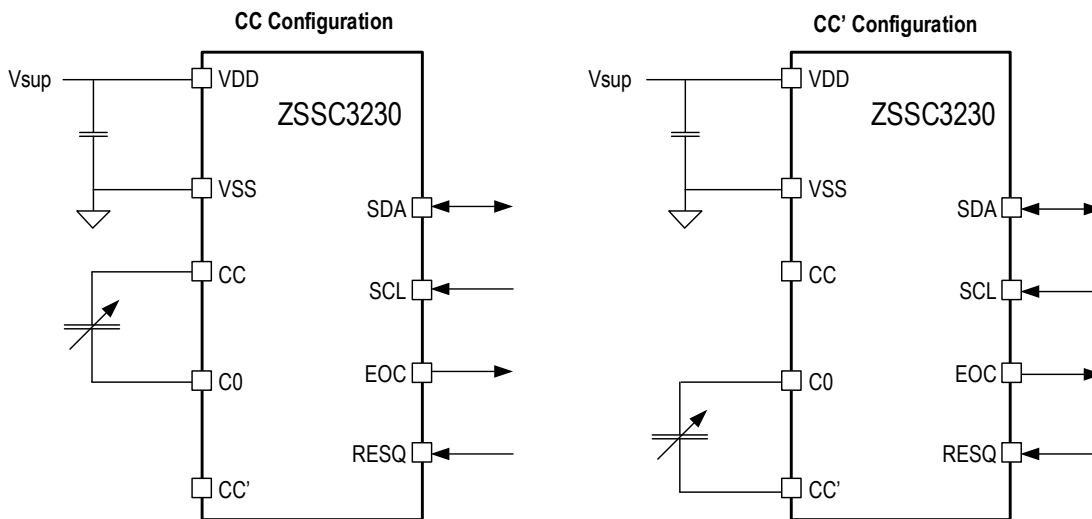 CC Configuration
Vsup
VDD
ZSSC3230
VSS
SDA
CC
SCL
C0
EOC
RESQ
CC'
CC’ Configuration
Vsup
VDD
ZSSC3230
VSS
SDA
CC
SCL
C0
EOC
RESQ
CC'